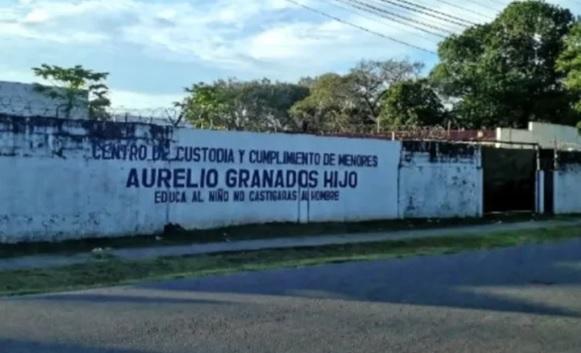 CENTRO DE CUSTODIA Y CUMPLIMIENTO DE MENORES
AURELIO GRANADOS HIJO
EDUCA AL NIÑO NO CASTIGARAS AL HOMBRE